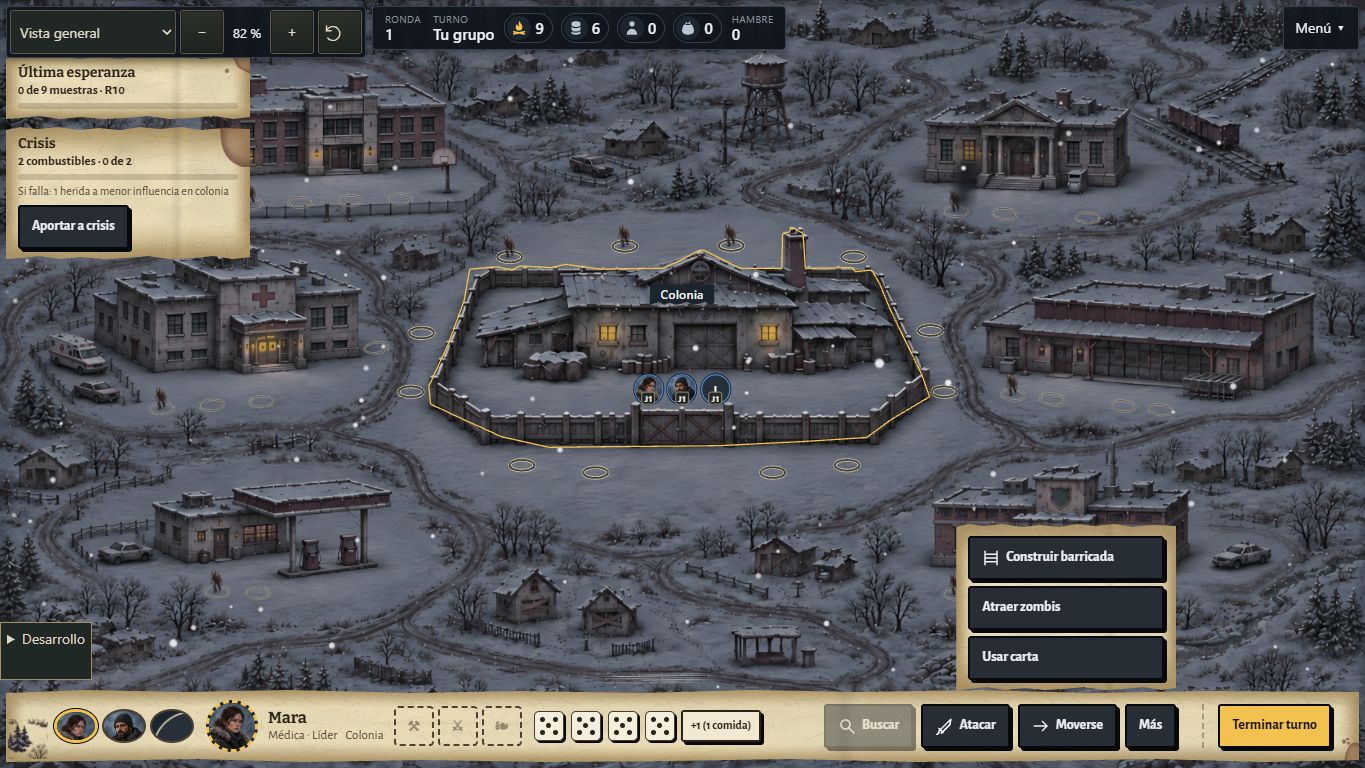 Vista general
−
82 %
+
RONDA
1
TURNO
Tu grupo
9
6
0
0
HAMBRE
0
Menú ▼
Última esperanza
0 de 9 muestras · R10
Crisis
2 combustibles · 0 de 2
Si falla: 1 herida a menor influencia en colonia
Aportar a crisis
Colonia
J1
J1
J1
Construir barricada
Atraer zombis
Usar carta
▶ Desarrollo
Mara
Médica · Líder Colonia
+1 (1 comida)
Buscar
Atacar
Moverse
Más
Terminar turno